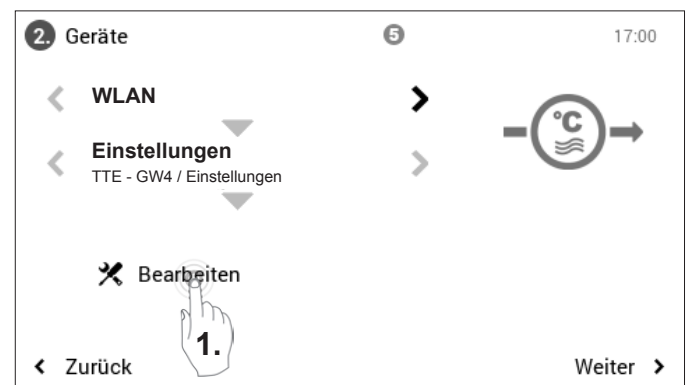 2. Geräte 5 17:00
WLAN
Einstellungen
TTE - GW4 / Einstellungen
°C
Bearbeiten
1.
Zurück Weiter